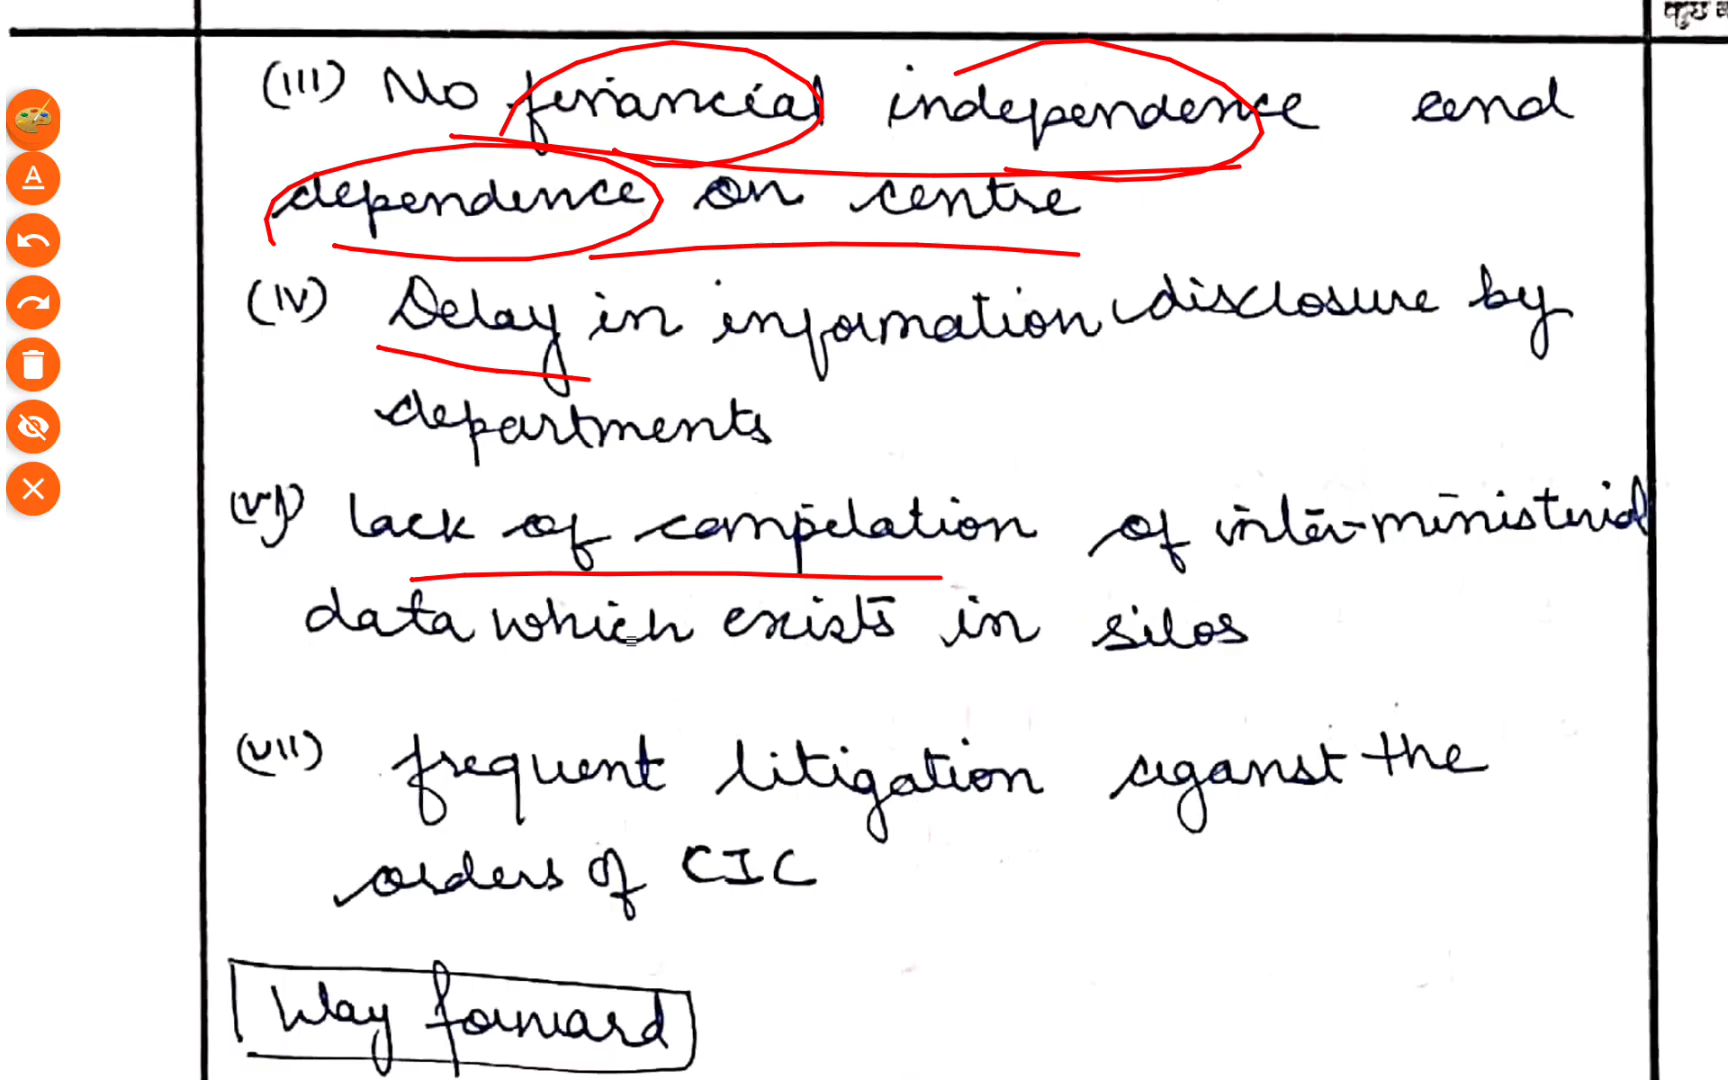 (III) No financial independence and
dependence on centre
(IV) Delay in information disclosure by
departments
(VI) lack of compilation of inter-ministerial
data which exists in silos
(VII) frequent litigation aganst the
orders of CIC
Way forward